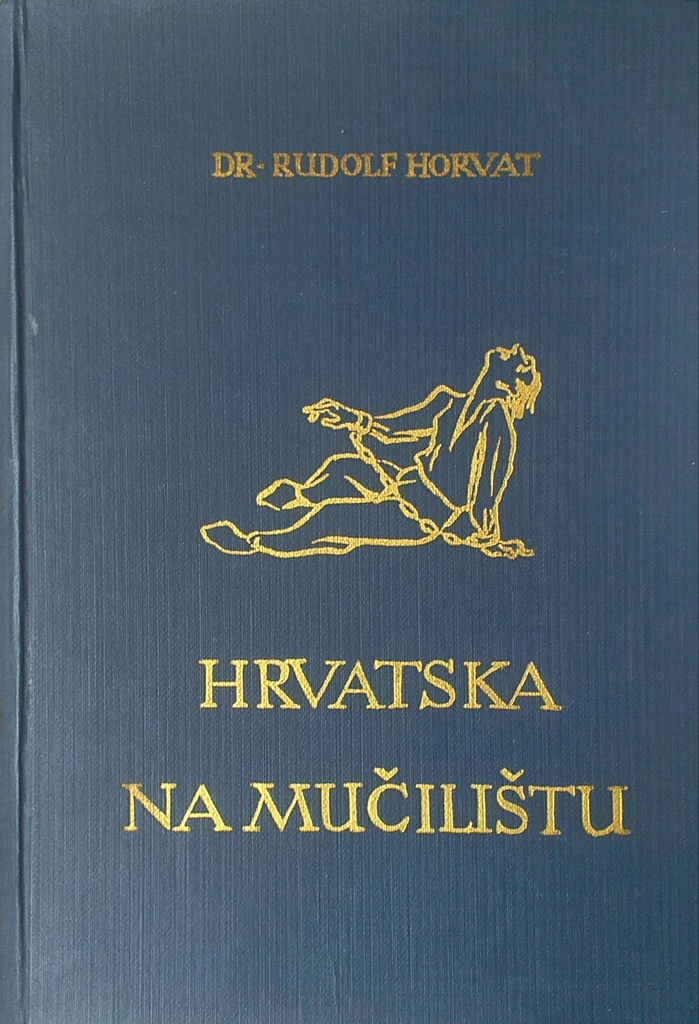 DR. RUDOLF HORVAT
HRVATSKA
NA MUČILIŠTU